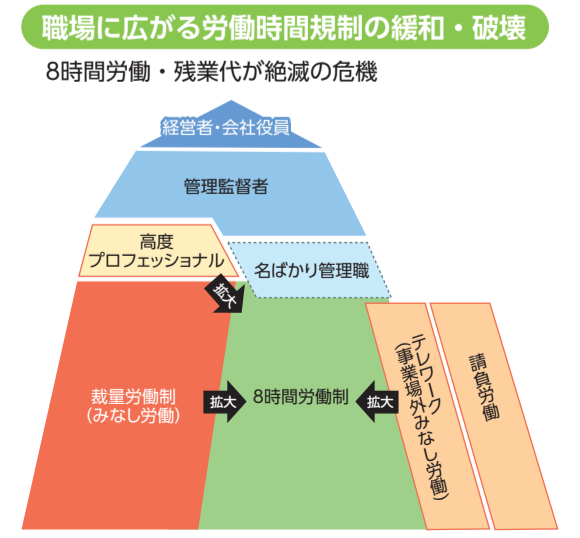 職場に広がる労働時間規制の緩和・破壊
8時間労働・残業代が絶滅の危機
経営者・会社役員
管理監督者
高度
プロフェッショナル
名ばかり管理職
拡大
裁量労働制
(みなし労働)
拡大
8時間労働制
拡大
テレワーク
(事業場外みなし労働)
請負労働